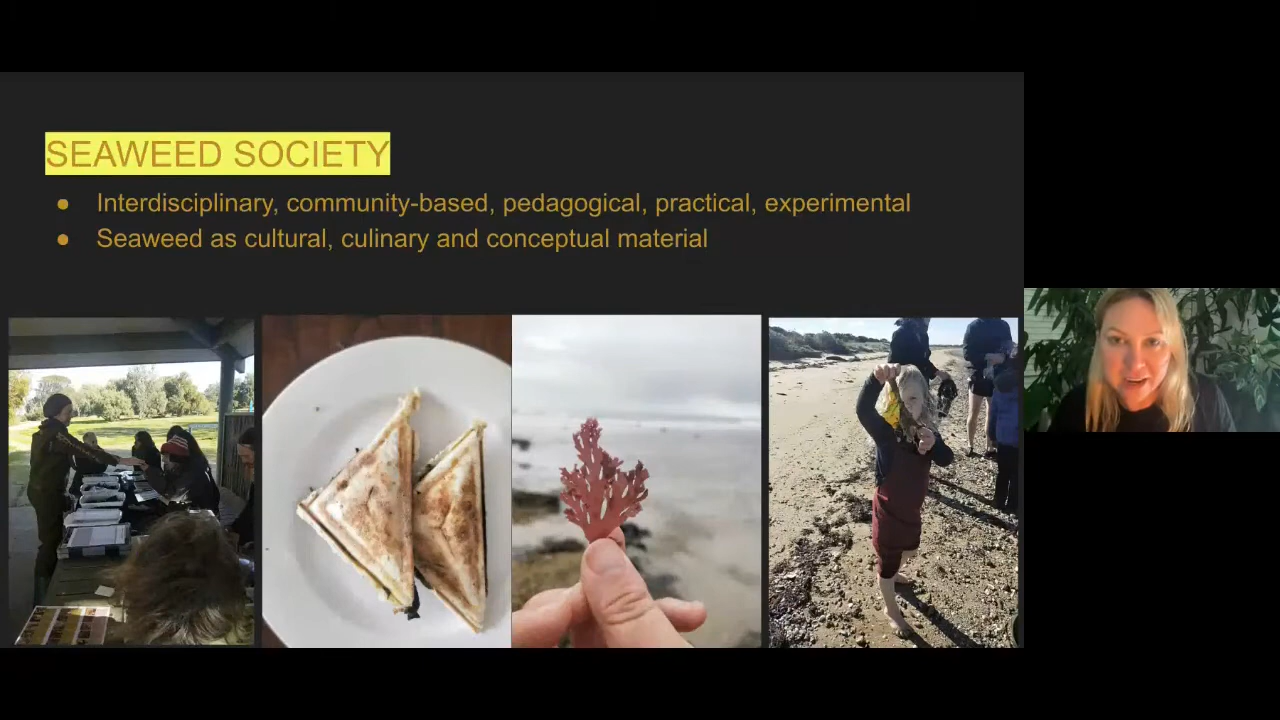 SEAWEED SOCIETY
● Interdisciplinary, community-based, pedagogical, practical, experimental
● Seaweed as cultural, culinary and conceptual material